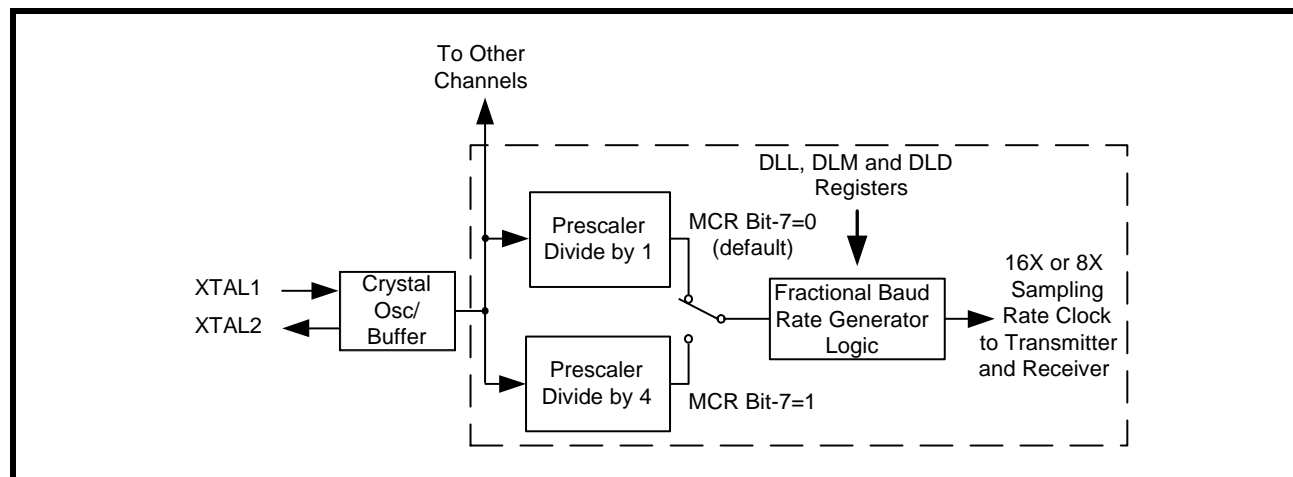 To Other
Channels
DLL, DLM and DLD
Registers
Prescaler
Divide by 1
MCR Bit-7=0
(default)
XTAL1
XTAL2
Crystal
Osc/
Buffer
Fractional Baud
Rate Generator
Logic
16X or 8X
Sampling
Rate Clock
to Transmitter
and Receiver
Prescaler
Divide by 4
MCR Bit-7=1